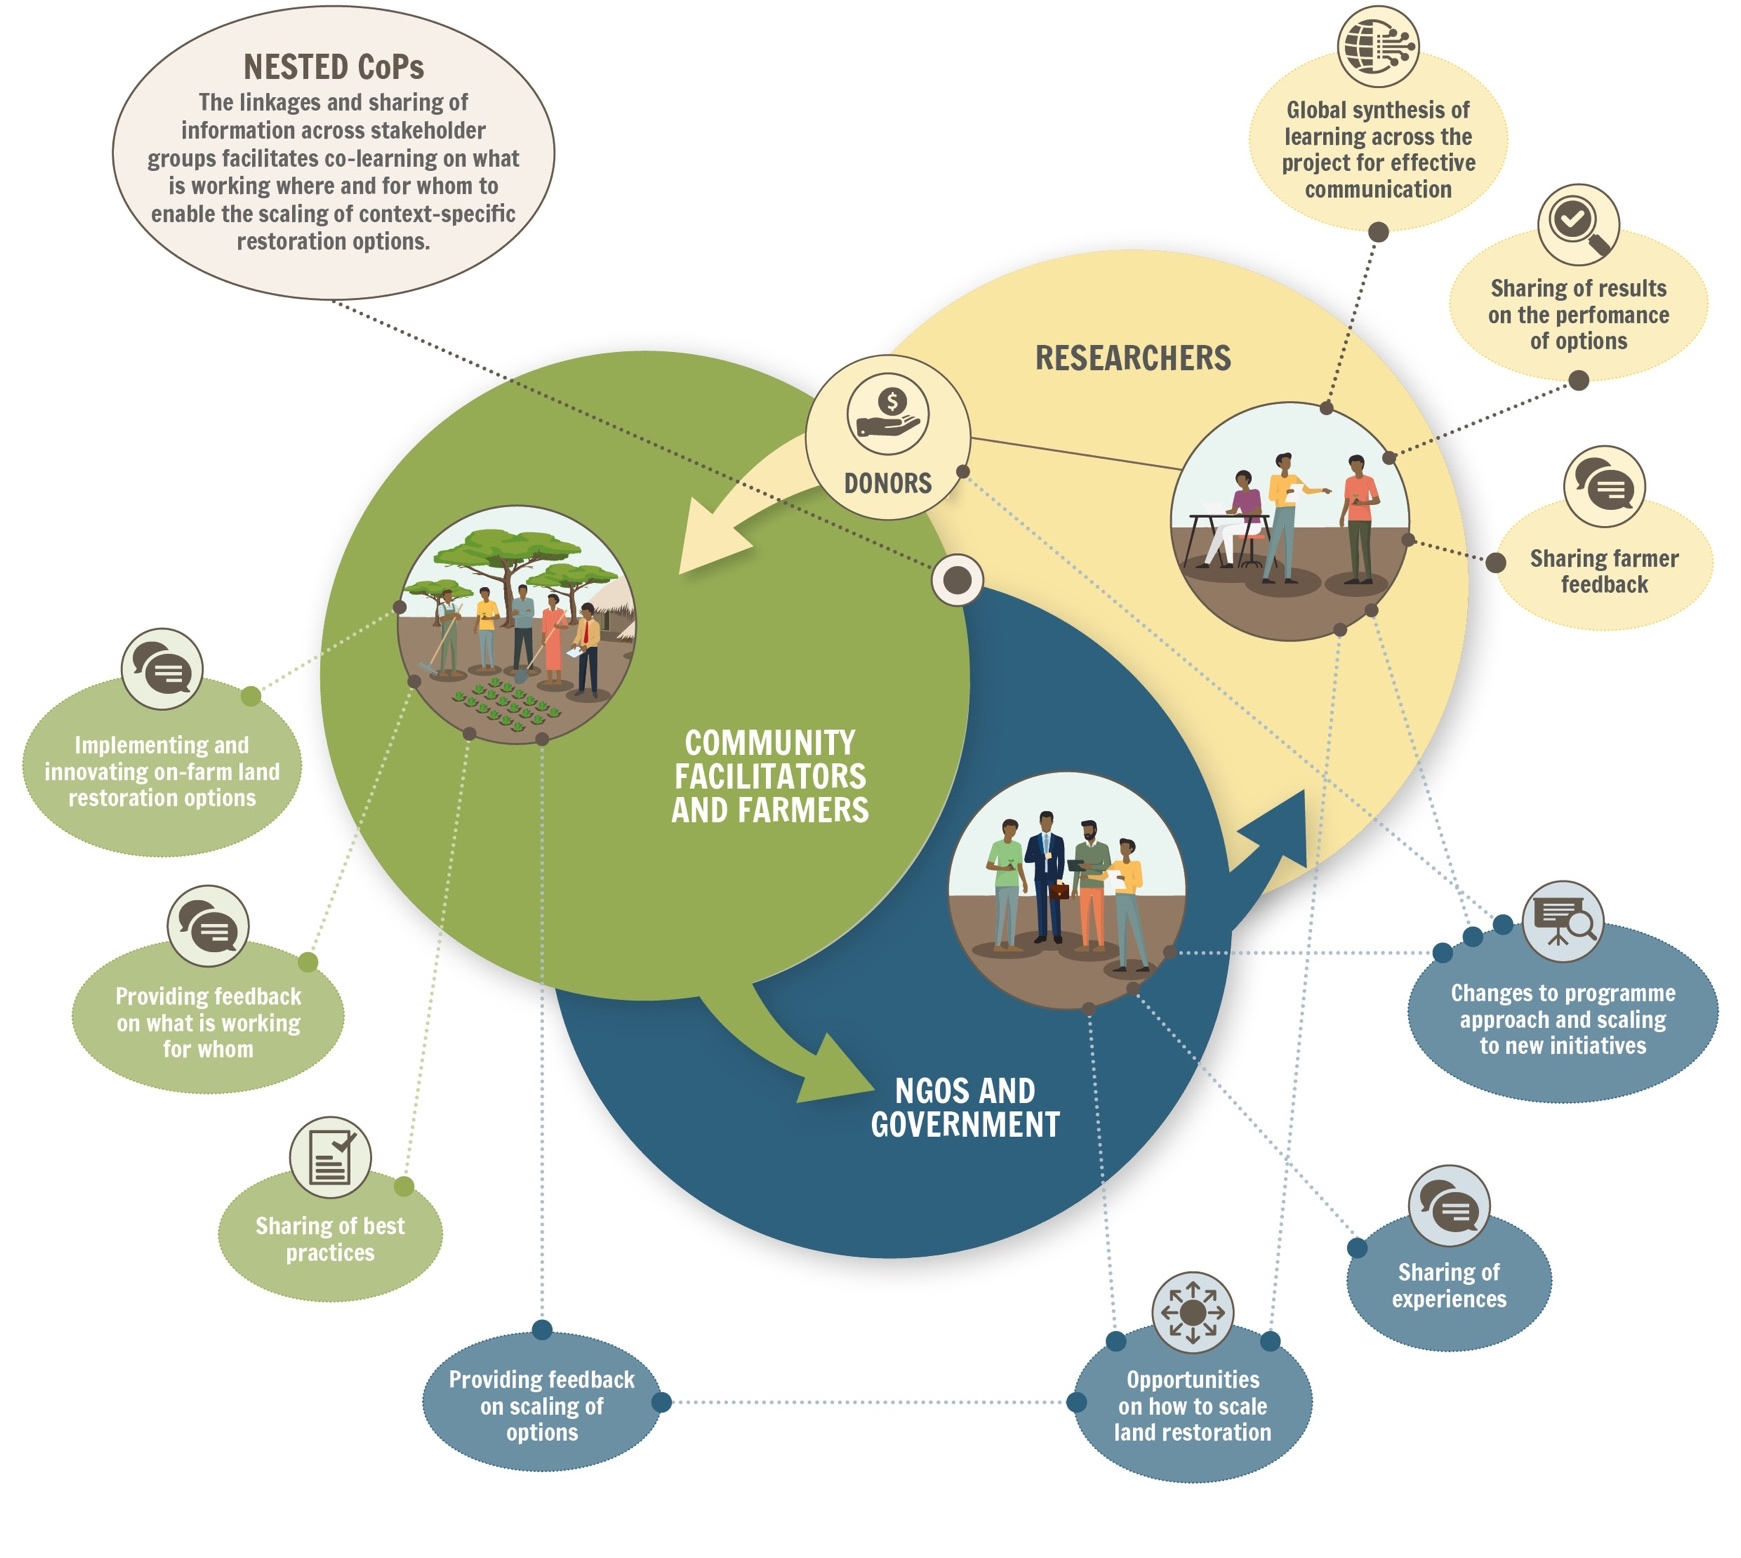 NESTED CoPs
The linkages and sharing of
information across stakeholder
groups facilitates co-learning on what
is working where and for whom to
enable the scaling of context-specific
restoration options.
Global synthesis of
learning across the
project for effective
communication
Sharing of results
on the perfomance
of options
RESEARCHERS
$
DONORS
Sharing farmer
feedback
Implementing and
innovating on-farm land
restoration options
COMMUNITY
FACILITATORS
AND FARMERS
Providing feedback
on what is working
for whom
Changes to programme
approach and scaling
to new initiatives
NGOS AND
GOVERNMENT
Sharing of best
practices
Sharing of
experiences
Providing feedback
on scaling of
options
Opportunities
on how to scale
land restoration